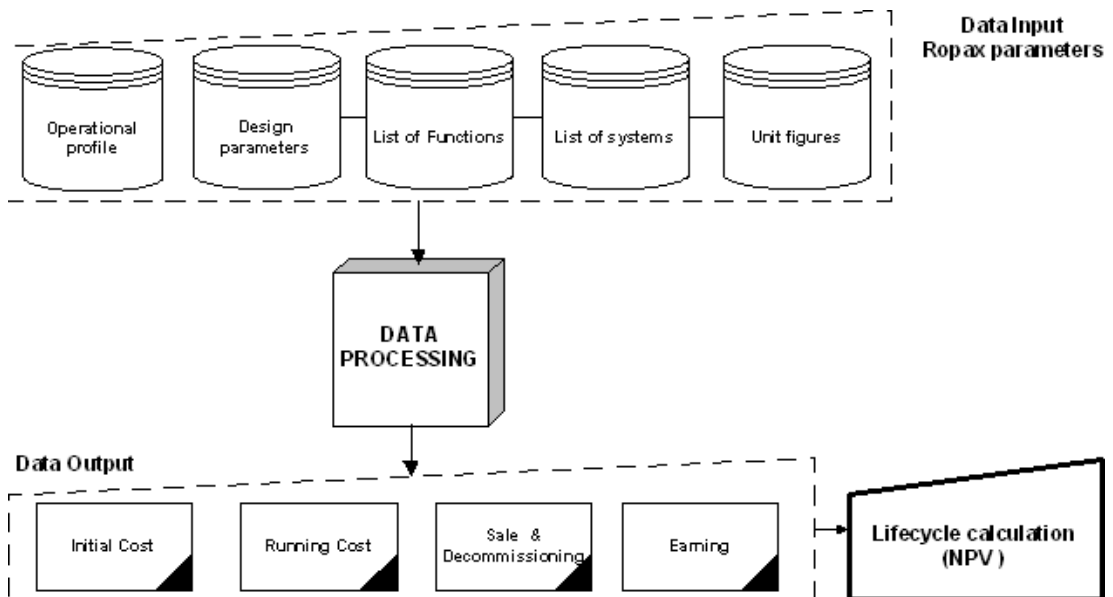 Data Input
Ropax parameters
Operational
profile
Design
parameters
List of Functions
List of systems
Unit figures
DATA
PROCESSING
Data Output
Initial Cost
Running Cost
Sale &
Decommissioning
Earning
Lifecycle calculation
(NPV )